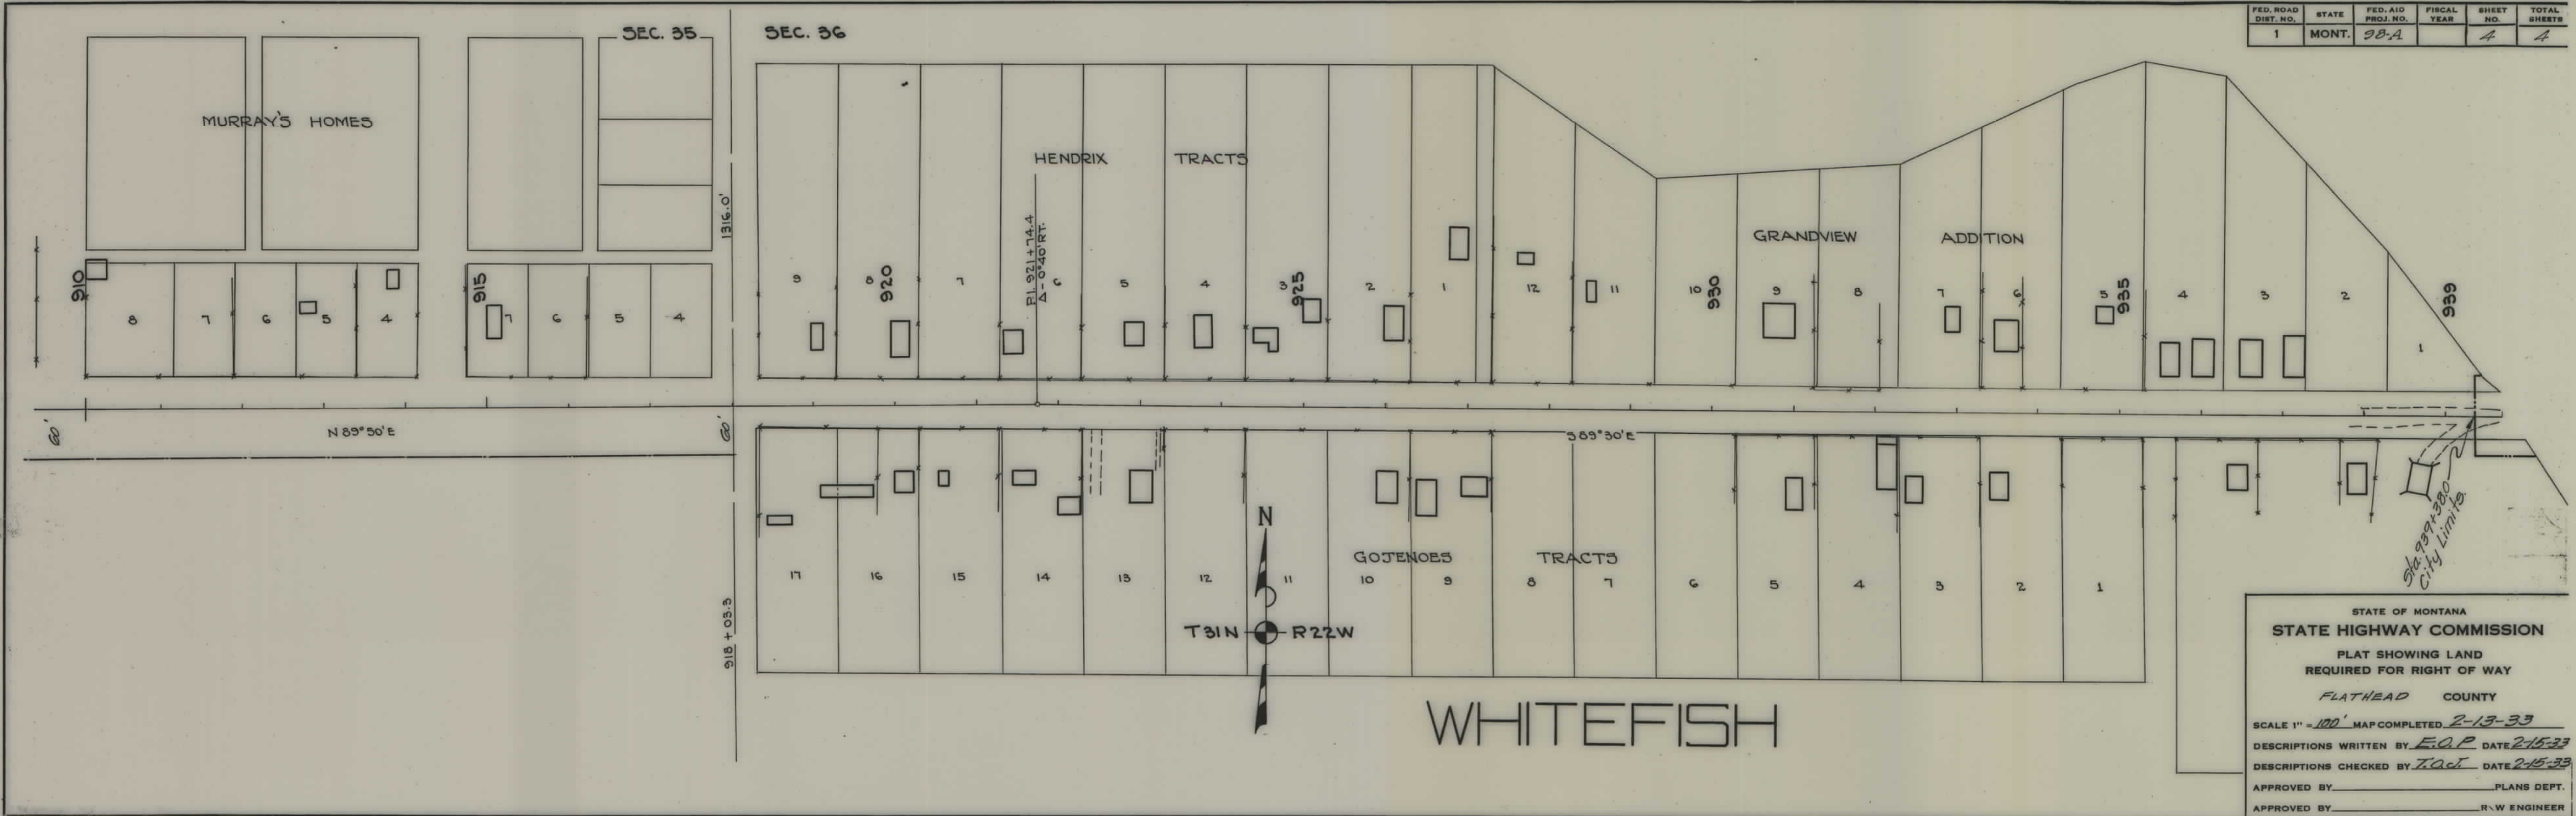 FED. ROAD DIST. NO. STATE FED. AID PROJ. NO. FISCAL YEAR SHEET NO. TOTAL SHEETS
1 MONT. 98-A 4 4
SEC. 35 SEC. 36
MURRAY'S HOMES
HENDRIX TRACTS
1316.0'
P.I. 921+74.4
Δ-0°40'RT.
GRANDVIEW ADDITION
910 915 920 925 930 935 939
8 7 6 5 4 7 6 5 4
9 8 7 6 5 4 3 2 1 12 11 10 9 8 7 6 5 4 3 2 1
60' N 89°50'E 60' S 89°30'E
Sta. 939+38.0
City Limits.
N
GOJENOES TRACTS
17 16 15 14 13 12 11 10 9 8 7 6 5 4 3 2 1
918+03.3
T31N R22W
WHITEFISH
STATE OF MONTANA
STATE HIGHWAY COMMISSION
PLAT SHOWING LAND
REQUIRED FOR RIGHT OF WAY
FLATHEAD COUNTY
SCALE 1" = 100' MAP COMPLETED 2-13-33
DESCRIPTIONS WRITTEN BY E.O.P. DATE 2-15-33
DESCRIPTIONS CHECKED BY T.O.J. DATE 2-15-33
APPROVED BY PLANS DEPT.
APPROVED BY R\W ENGINEER